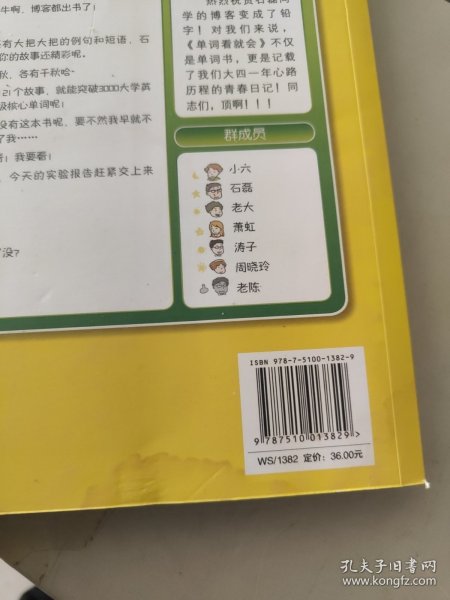 牛啊，博客都出书了！
有大把大把的例句和短语，石
你的故事还精彩呢。
秋，各有千秋哈~
21个故事，就能突破3000大学英
级核心单词呢！
没有这本书呢，要不然我早就不
了我……
我要看！
，今天的实验报告赶紧交上来
没？
热烈祝贺石磊同
学的博客变成了铅
字！对我们来说，
《单词看就会》不仅
是单词书，更是记载
了我们大四一年心路
历程的青春日记！同
志们，顶啊！！！
群成员
小六
石磊
老大
萧虹
涛子
周晓玲
老陈
ISBN 978-7-5100-1382-9
9 787510 013829 >
WS/1382 定价：36.00元
孔夫子旧书网
www.kongfz.com